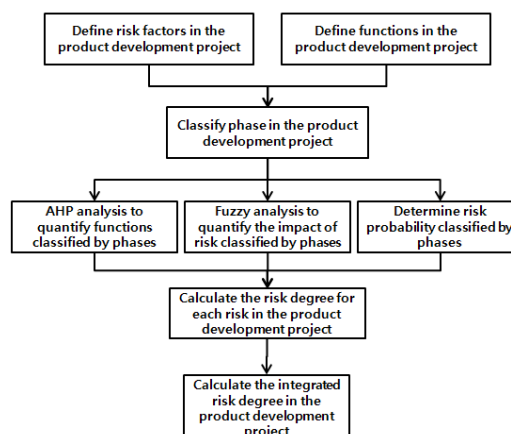 Define risk factors in the
product development project
Define functions in the
product development project
Classify phase in the product
development project
AHP analysis to
quantify functions
classified by phases
Fuzzy analysis to
quantify the impact of
risk classified by phases
Determine risk
probability classified by
phases
Calculate the risk degree for
each risk in the product
development project
Calculate the integrated
risk degree in the
product development
project